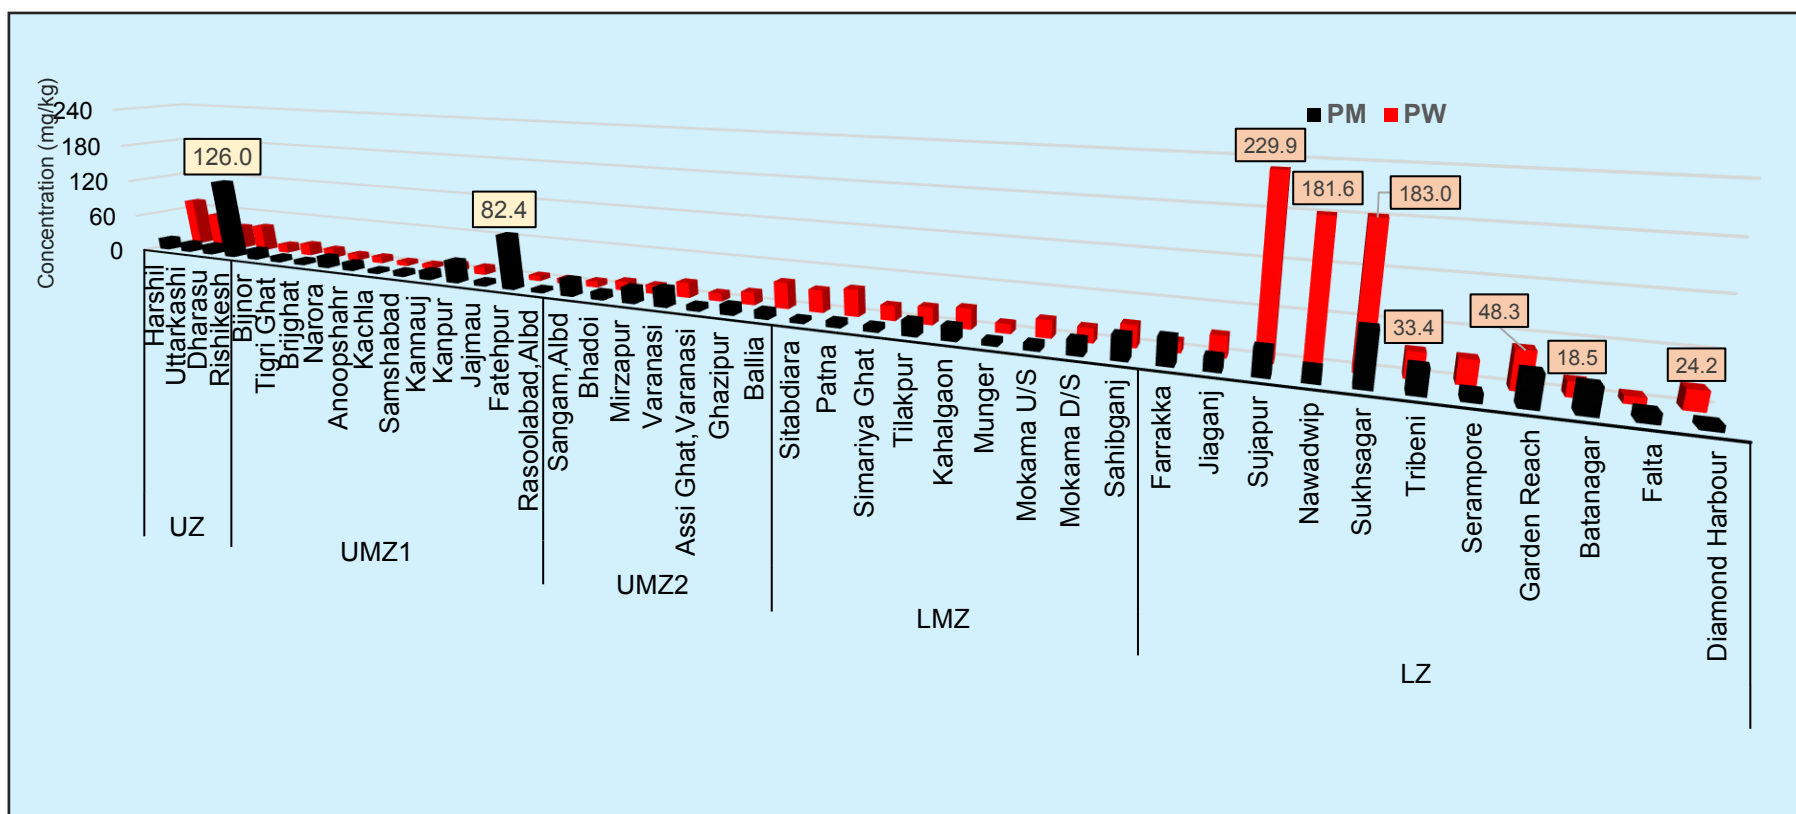 Concentration (mg/kg)
240
180
120
60
0
126.0
82.4
PM
PW
229.9
181.6
183.0
33.4
48.3
18.5
24.2
Harshil
Uttarkashi
Dharasu
Rishikesh
Bijnor
Tigri Ghat
Brijghat
Narora
Anoopshahr
Kachla
Samshabad
Kannauj
Kanpur
Jajmau
Fatehpur
Rasoolabad,Albd
Sangam,Albd
Bhadoi
Mirzapur
Varanasi
Assi Ghat,Varanasi
Ghazipur
Ballia
Sitabdiara
Patna
Simariya Ghat
Tilakpur
Kahalgaon
Munger
Mokama U/S
Mokama D/S
Sahibganj
Farrakka
Jiaganj
Sujapur
Nawadwip
Sukhsagar
Tribeni
Serampore
Garden Reach
Batanagar
Falta
Diamond Harbour
UZ
UMZ1
UMZ2
LMZ
LZ